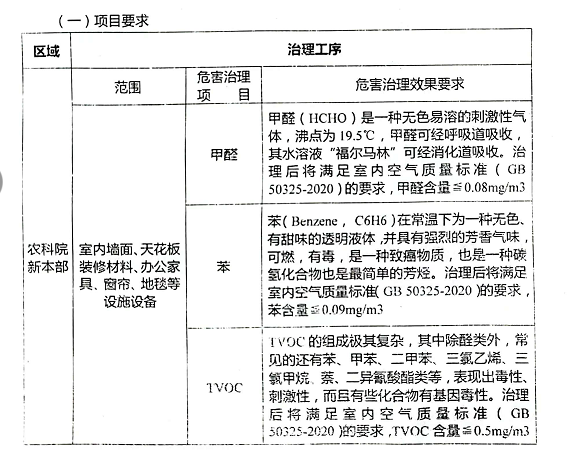 （一）项目要求
区域
治理工序
范围
危害治理
项 目
危害治理效果要求
农科院
新本部
室内墙面、天花板
装修材料、办公家
具、窗帘、地毯等
设施设备
甲醛
甲醛（HCHO）是一种无色易溶的刺激性气
体，沸点为19.5℃，甲醛可经呼吸道吸收，
其水溶液“福尔马林”可经消化道吸收。治
理后将满足室内空气质量标准（GB
50325-2020）的要求，甲醛含量≦0.08mg/m3
苯
苯（Benzene，C6H6）在常温下为一种无色、
有甜味的透明液体，并具有强烈的芳香气味，
可燃，有毒，是一种致癌物质，也是一种碳
氢化合物也是最简单的芳烃。治理后将满足
室内空气质量标准（GB 50325-2020）的要求，
苯含量≦0.09mg/m3
TVOC
TVOC的组成极其复杂，其中除醛类外，常
见的还有苯、甲苯、二甲苯、三氯乙烯、三
氯甲烷、萘、二异氰酸酯类等，表现出毒性、
刺激性，而且有些化合物有基因毒性。治理
后将满足室内空气质量标准（GB
50325-2020）的要求，TVOC含量≦0.5mg/m3